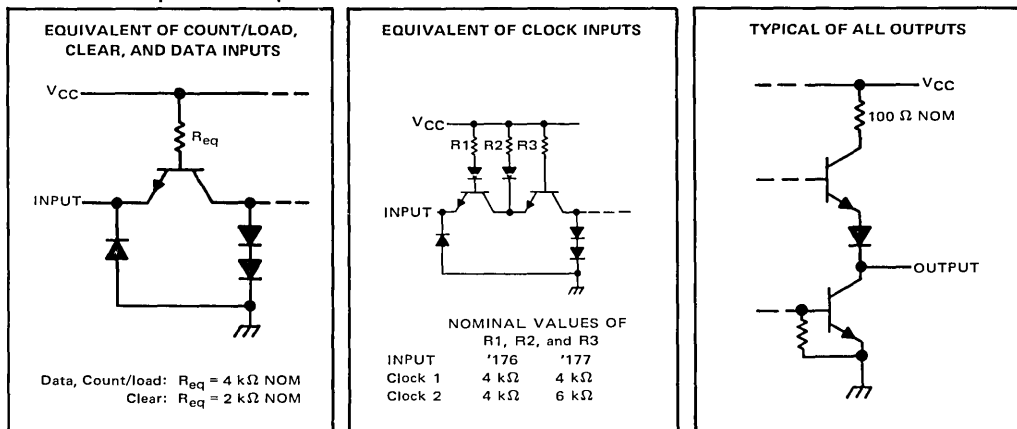 EQUIVALENT OF COUNT/LOAD,
CLEAR, AND DATA INPUTS
VCC
Req
INPUT
Data, Count/load: Req = 4 kΩ NOM
Clear: Req = 2 kΩ NOM
EQUIVALENT OF CLOCK INPUTS
VCC
R1 R2 R3
INPUT
NOMINAL VALUES OF
R1, R2, and R3
INPUT '176 '177
Clock 1 4 kΩ 4 kΩ
Clock 2 4 kΩ 6 kΩ
TYPICAL OF ALL OUTPUTS
VCC
100 Ω NOM
OUTPUT